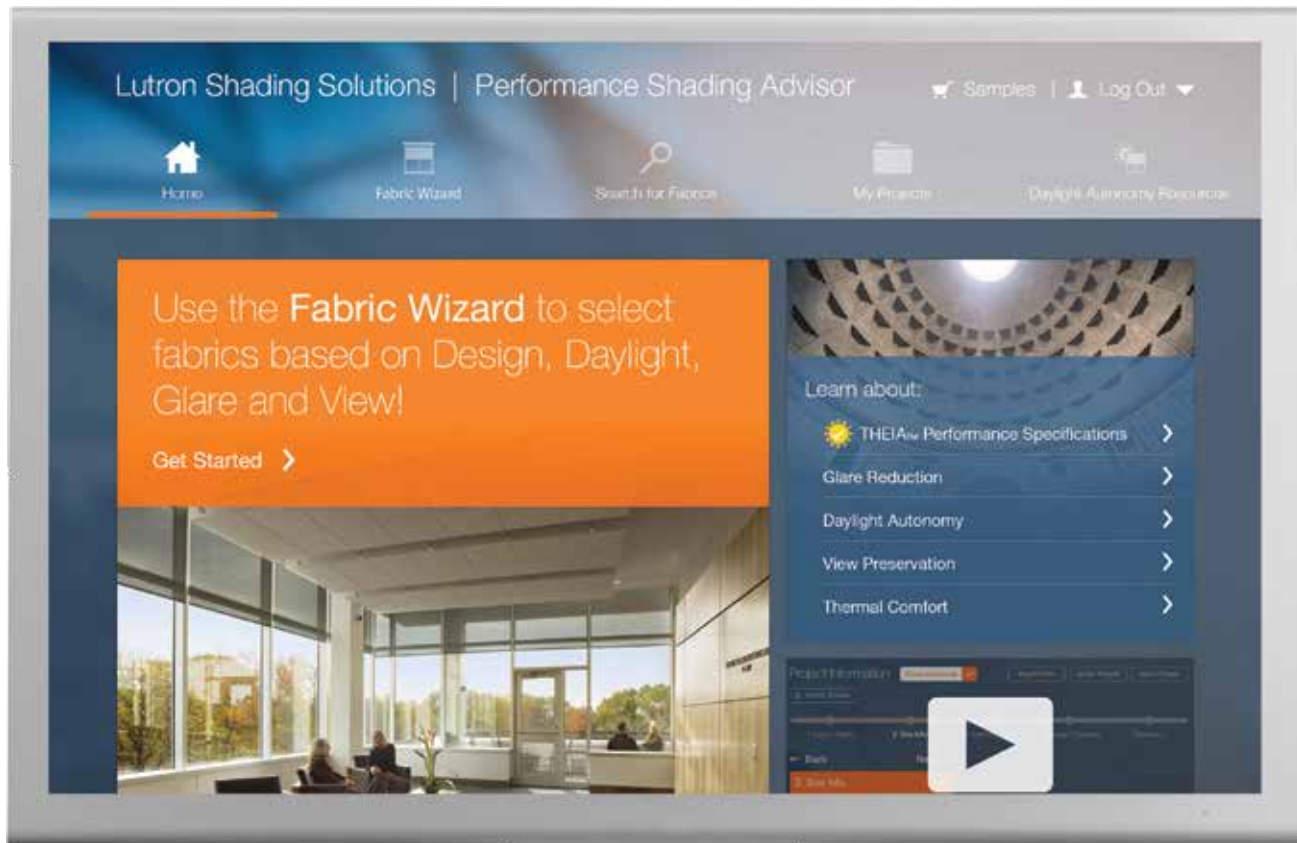 Lutron Shading Solutions | Performance Shading Advisor
Samples | Log Out
Home
Fabric Wizard
Search for Fabrics
My Projects
Daylight Autonomy Resources
Use the Fabric Wizard to select
fabrics based on Design, Daylight,
Glare and View!
Get Started
Learn about:
THEIA™ Performance Specifications
Glare Reduction
Daylight Autonomy
View Preservation
Thermal Comfort
Project Information
Back